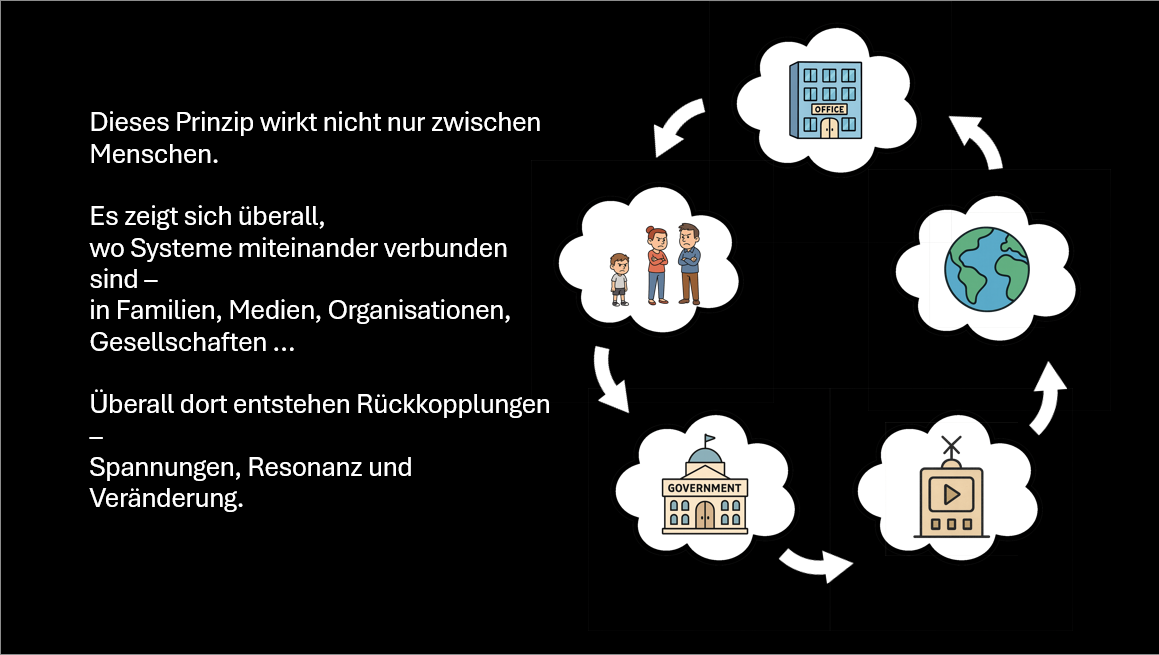 Dieses Prinzip wirkt nicht nur zwischen
Menschen.
Es zeigt sich überall,
wo Systeme miteinander verbunden
sind –
in Familien, Medien, Organisationen,
Gesellschaften …
Überall dort entstehen Rückkopplungen
–
Spannungen, Resonanz und
Veränderung.
OFFICE
GOVERNMENT